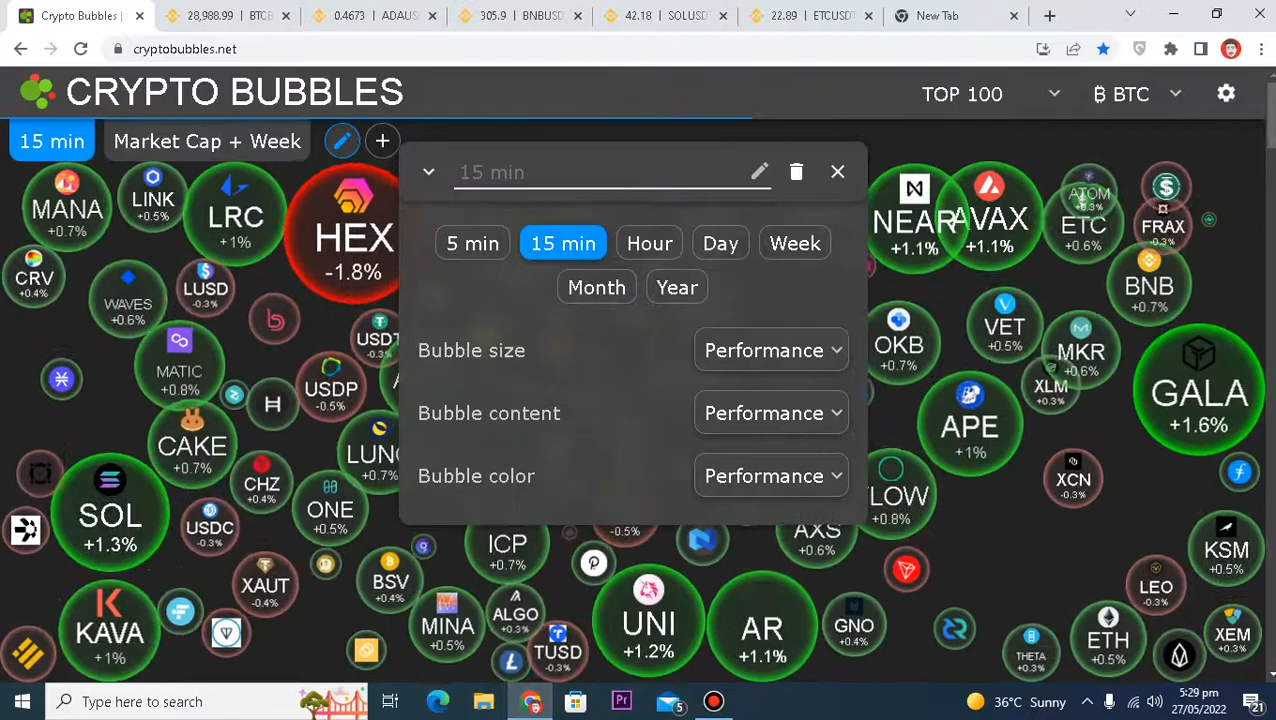 Crypto Bubbles
28,988.99 | BTCB
0.4673 | ADAUS
305.9 | BNBUSD
42.18 | SOLUSD
22.89 | ETCUSDT
New Tab
cryptobubbles.net
CRYPTO BUBBLES
TOP 100
₿ BTC
15 min
Market Cap + Week
15 min
5 min
15 min
Hour
Day
Week
Month
Year
Bubble size
Performance
Bubble content
Performance
Bubble color
Performance
MANA
+0.7%
LINK
+0.5%
LRC
+1%
HEX
-1.8%
NEAR
+1.1%
AVAX
+1.1%
ATOM
+0.3%
ETC
+0.6%
FRAX
-0.3%
CRV
+0.4%
WAVES
+0.6%
LUSD
-0.3%
USDT
-0.3%
BNB
+0.7%
OKB
+0.7%
VET
+0.5%
MKR
+0.6%
XLM
+0.3%
MATIC
+0.8%
USDP
-0.5%
GALA
+1.6%
CAKE
+0.7%
LUNC
+0.7%
APE
+1%
CHZ
+0.4%
ONE
+0.5%
XCN
-0.3%
FLOW
+0.8%
SOL
+1.3%
USDC
-0.3%
ICP
+0.7%
-0.5%
AXS
+0.6%
KSM
+0.5%
XAUT
-0.4%
BSV
+0.4%
LEO
-0.3%
KAVA
+1%
MINA
+0.5%
ALGO
+0.3%
TUSD
-0.3%
UNI
+1.2%
AR
+1.1%
GNO
+0.4%
THETA
+0.3%
ETH
+0.5%
XEM
+0.3%
Type here to search
Pr
5
36°C Sunny
5:29 pm
27/05/2022
21